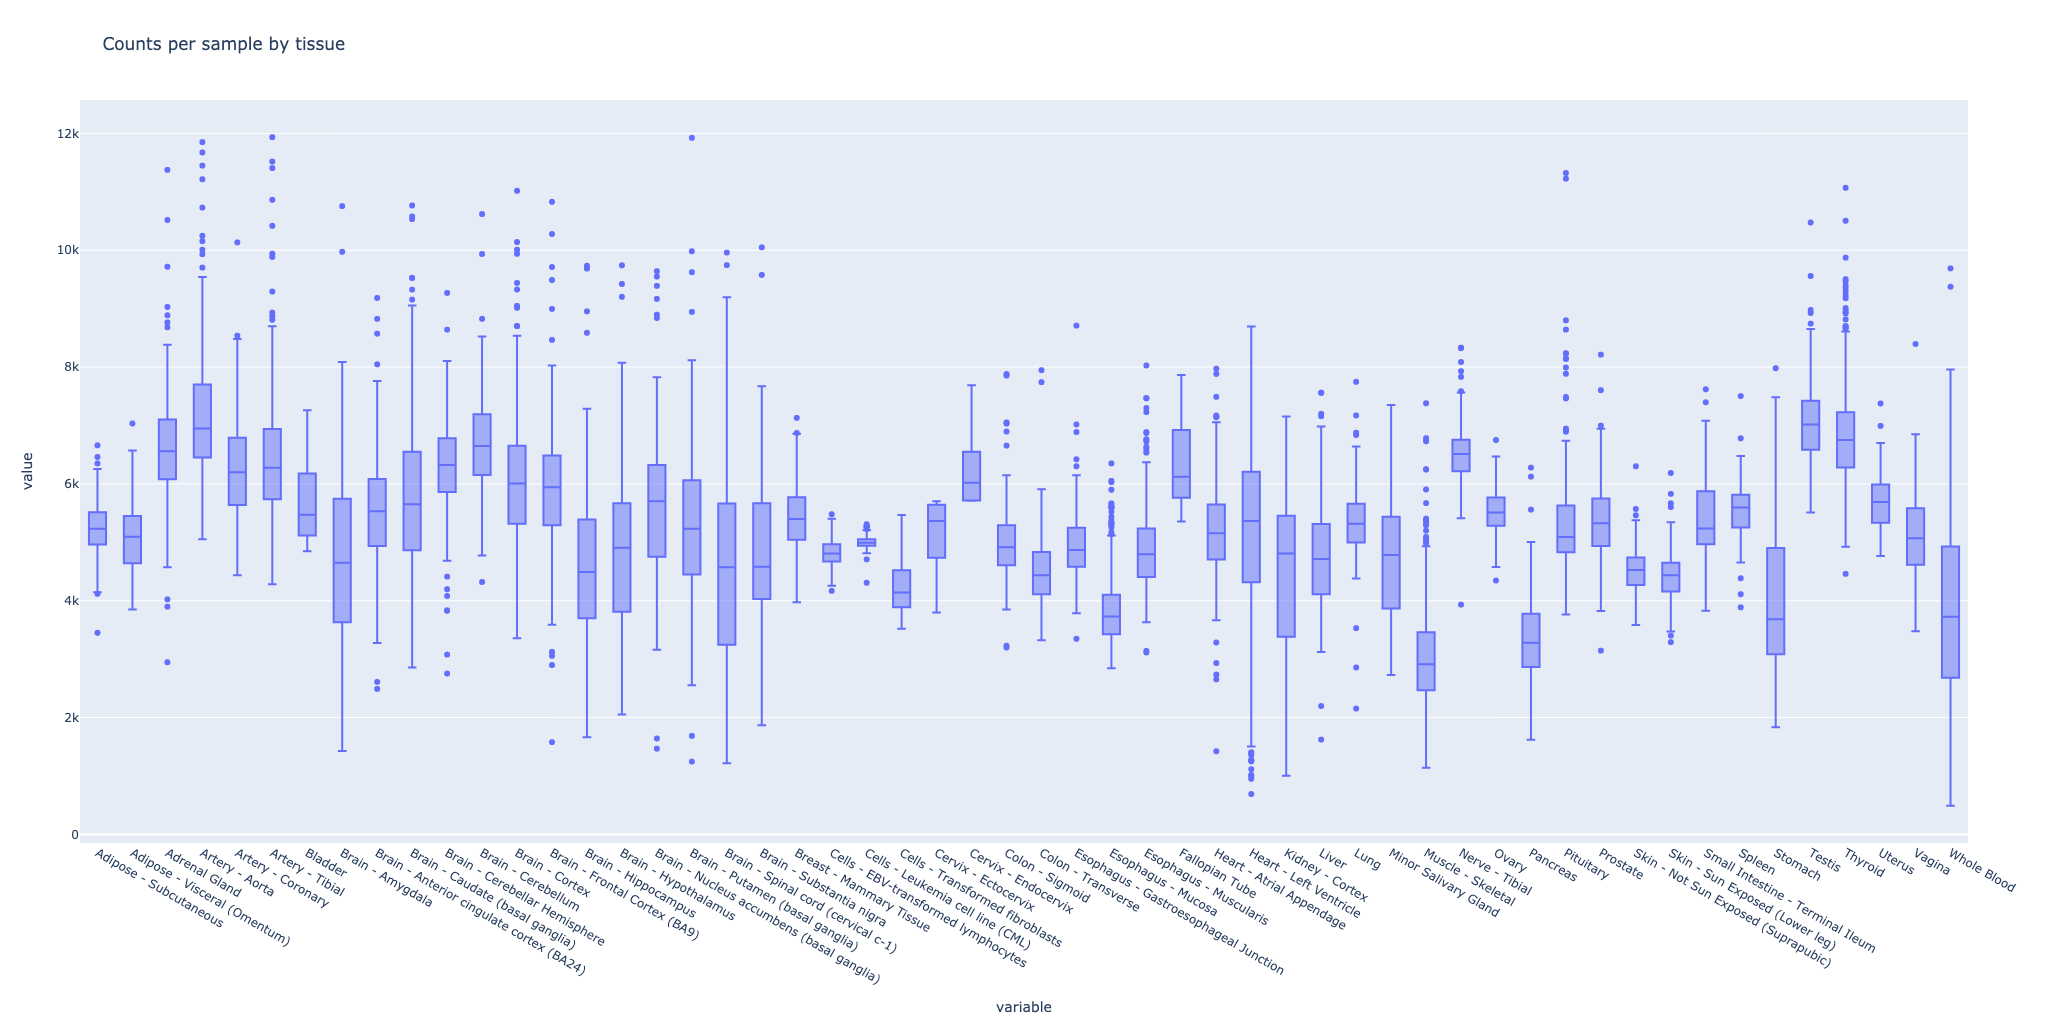 Counts per sample by tissue
12k
10k
8k
6k
4k
2k
0
value
Adipose - Subcutaneous
Adipose - Visceral (Omentum)
Adrenal Gland
Artery - Aorta
Artery - Coronary
Artery - Tibial
Bladder
Brain - Amygdala
Brain - Anterior cingulate cortex (BA24)
Brain - Caudate (basal ganglia)
Brain - Cerebellar Hemisphere
Brain - Cerebellum
Brain - Cortex
Brain - Frontal Cortex (BA9)
Brain - Hippocampus
Brain - Hypothalamus
Brain - Nucleus accumbens (basal ganglia)
Brain - Putamen (basal ganglia)
Brain - Spinal cord (cervical c-1)
Brain - Substantia nigra
Breast - Mammary Tissue
Cells - EBV-transformed lymphocytes
Cells - Leukemia cell line (CML)
Cells - Transformed fibroblasts
Cervix - Ectocervix
Cervix - Endocervix
Colon - Sigmoid
Colon - Transverse
Esophagus - Gastroesophageal Junction
Esophagus - Mucosa
Esophagus - Muscularis
Fallopian Tube
Heart - Atrial Appendage
Heart - Left Ventricle
Kidney - Cortex
Liver
Lung
Minor Salivary Gland
Muscle - Skeletal
Nerve - Tibial
Ovary
Pancreas
Pituitary
Prostate
Skin - Not Sun Exposed (Suprapubic)
Skin - Sun Exposed (Lower leg)
Small Intestine - Terminal Ileum
Spleen
Stomach
Testis
Thyroid
Uterus
Vagina
Whole Blood
variable